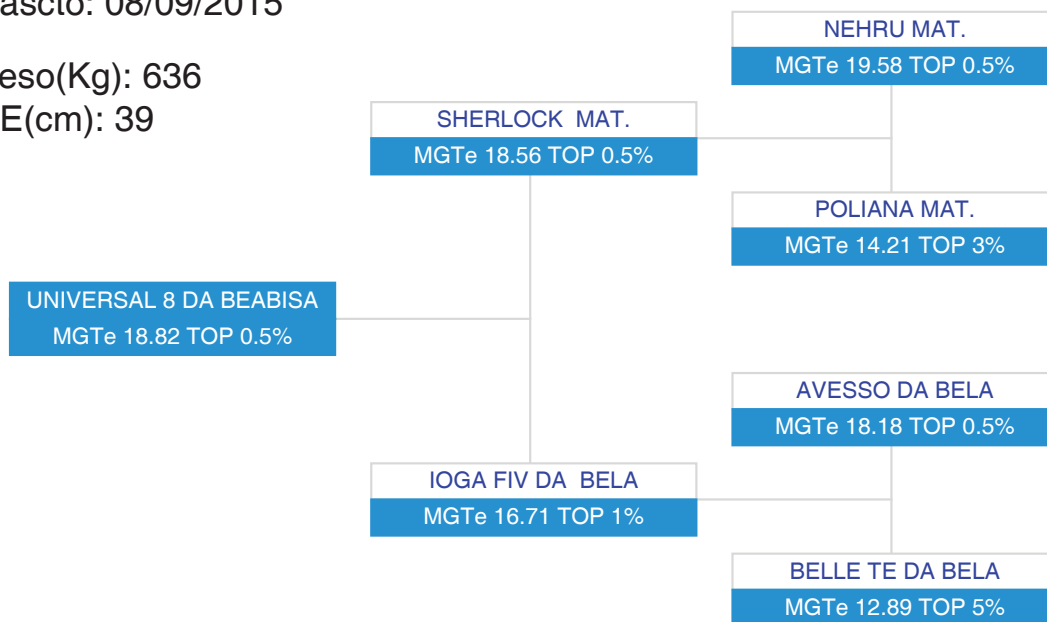 ascto: 08/09/2015
eso(Kg): 636
E(cm): 39
NEHRU MAT.
MGTe 19.58 TOP 0.5%
SHERLOCK MAT.
MGTe 18.56 TOP 0.5%
POLIANA MAT.
MGTe 14.21 TOP 3%
UNIVERSAL 8 DA BEABISA
MGTe 18.82 TOP 0.5%
AVESSO DA BELA
MGTe 18.18 TOP 0.5%
IOGA FIV DA BELA
MGTe 16.71 TOP 1%
BELLE TE DA BELA
MGTe 12.89 TOP 5%